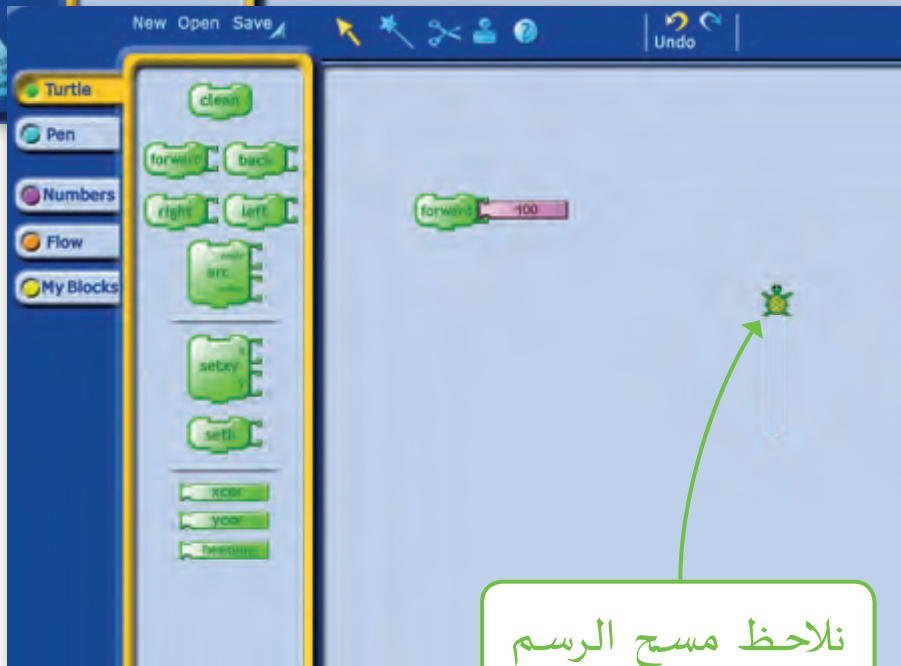 New Open Save
Undo
Turtle
Pen
Numbers
Flow
My Blocks
clean
forward back
right left
arc
setxy
x
y
seth
xcor
ycor
heading
forward 100
نلاحظ مسح الرسم